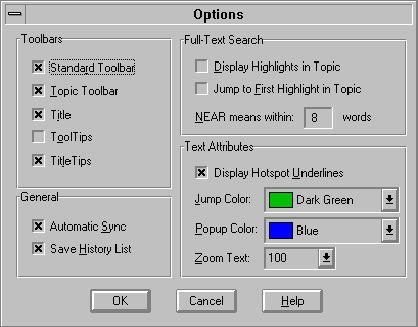 Options
Toolbars
Standard Toolbar
Topic Toolbar
Title
ToolTips
TitleTips
General
Automatic Sync
Save History List
Full-Text Search
Display Highlights in Topic
Jump to First Highlight in Topic
NEAR means within: 8 words
Text Attributes
Display Hotspot Underlines
Jump Color: Dark Green
Popup Color: Blue
Zoom Text: 100
OK Cancel Help